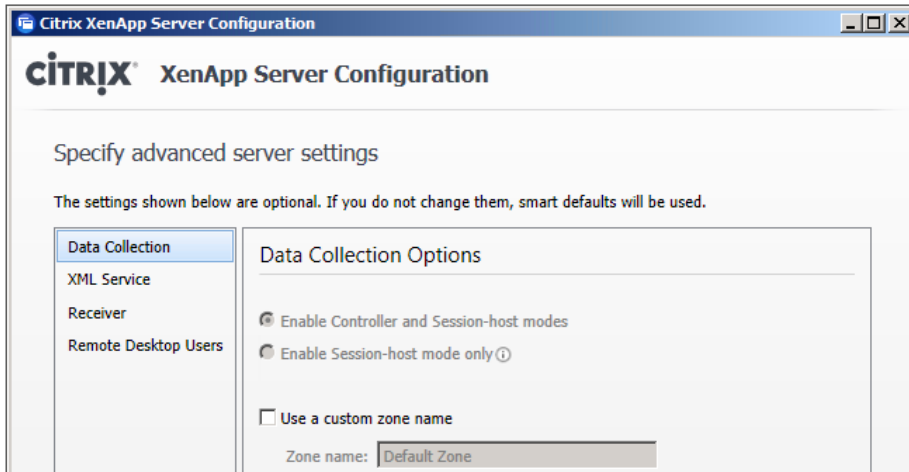 Citrix XenApp Server Configuration
CİTRIX® XenApp Server Configuration
Specify advanced server settings
The settings shown below are optional. If you do not change them, smart defaults will be used.
Data Collection
XML Service
Receiver
Remote Desktop Users
Data Collection Options
Enable Controller and Session-host modes
Enable Session-host mode only
Use a custom zone name
Zone name: Default Zone